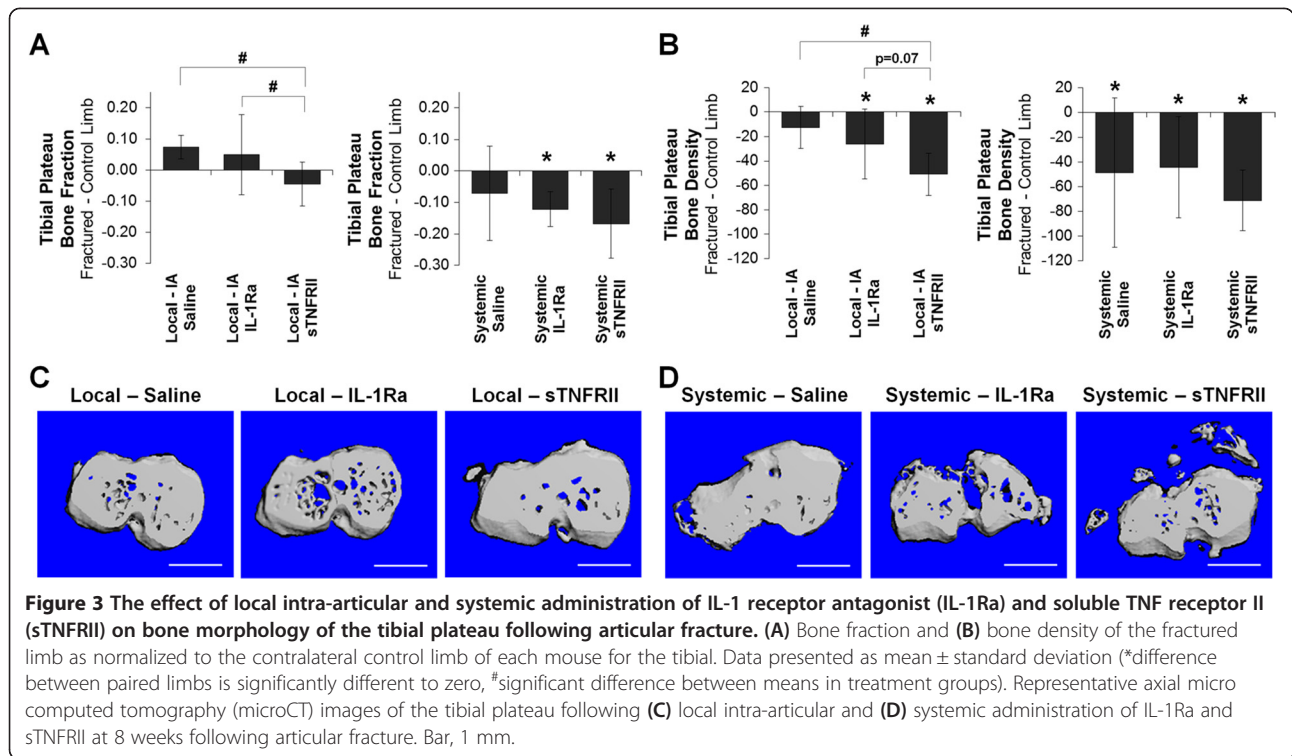 A
#
#
0.20
0.10
0.00
-0.10
-0.20
-0.30
Tibial Plateau
Bone Fraction
Fractured - Control Limb
Local - IA
Saline
Local - IA
IL-1Ra
Local - IA
sTNFRII
0.20
0.10
0.00
-0.10
-0.20
-0.30
Tibial Plateau
Bone Fraction
Fractured - Control Limb
*
*
Systemic
Saline
Systemic
IL-1Ra
Systemic
sTNFRII
B
#
p=0.07
20
0
-20
-40
-60
-80
-100
-120
Tibial Plateau
Bone Density
Fractured - Control Limb
*
*
Local - IA
Saline
Local - IA
IL-1Ra
Local - IA
sTNFRII
20
0
-20
-40
-60
-80
-100
-120
Tibial Plateau
Bone Density
Fractured - Control Limb
*
*
*
Systemic
Saline
Systemic
IL-1Ra
Systemic
sTNFRII
C
Local – Saline
Local – IL-1Ra
Local – sTNFRII
D
Systemic – Saline
Systemic – IL-1Ra
Systemic – sTNFRII
Figure 3 The effect of local intra-articular and systemic administration of IL-1 receptor antagonist (IL-1Ra) and soluble TNF receptor II
(sTNFRII) on bone morphology of the tibial plateau following articular fracture. (A) Bone fraction and (B) bone density of the fractured
limb as normalized to the contralateral control limb of each mouse for the tibial. Data presented as mean ± standard deviation (*difference
between paired limbs is significantly different to zero, #significant difference between means in treatment groups). Representative axial micro
computed tomography (microCT) images of the tibial plateau following (C) local intra-articular and (D) systemic administration of IL-1Ra and
sTNFRII at 8 weeks following articular fracture. Bar, 1 mm.